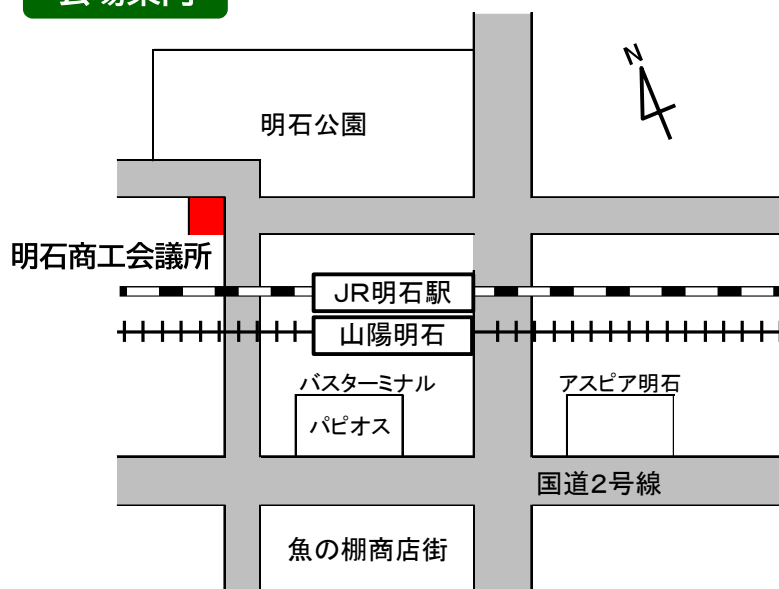 会場案内
N
明石公園
明石商工会議所
JR明石駅
山陽明石
バスターミナル
アスピア明石
パピオス
国道2号線
魚の棚商店街